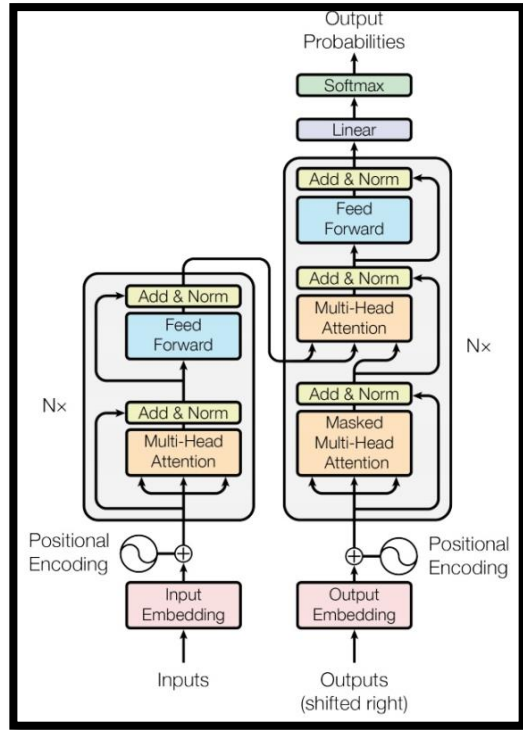 Output
Probabilities
Softmax
Linear
Add & Norm
Feed
Forward
Add & Norm
Multi-Head
Attention
Add & Norm
Masked
Multi-Head
Attention
N×
Add & Norm
Feed
Forward
Add & Norm
Multi-Head
Attention
N×
Positional
Encoding
Positional
Encoding
Input
Embedding
Output
Embedding
Inputs
Outputs
(shifted right)